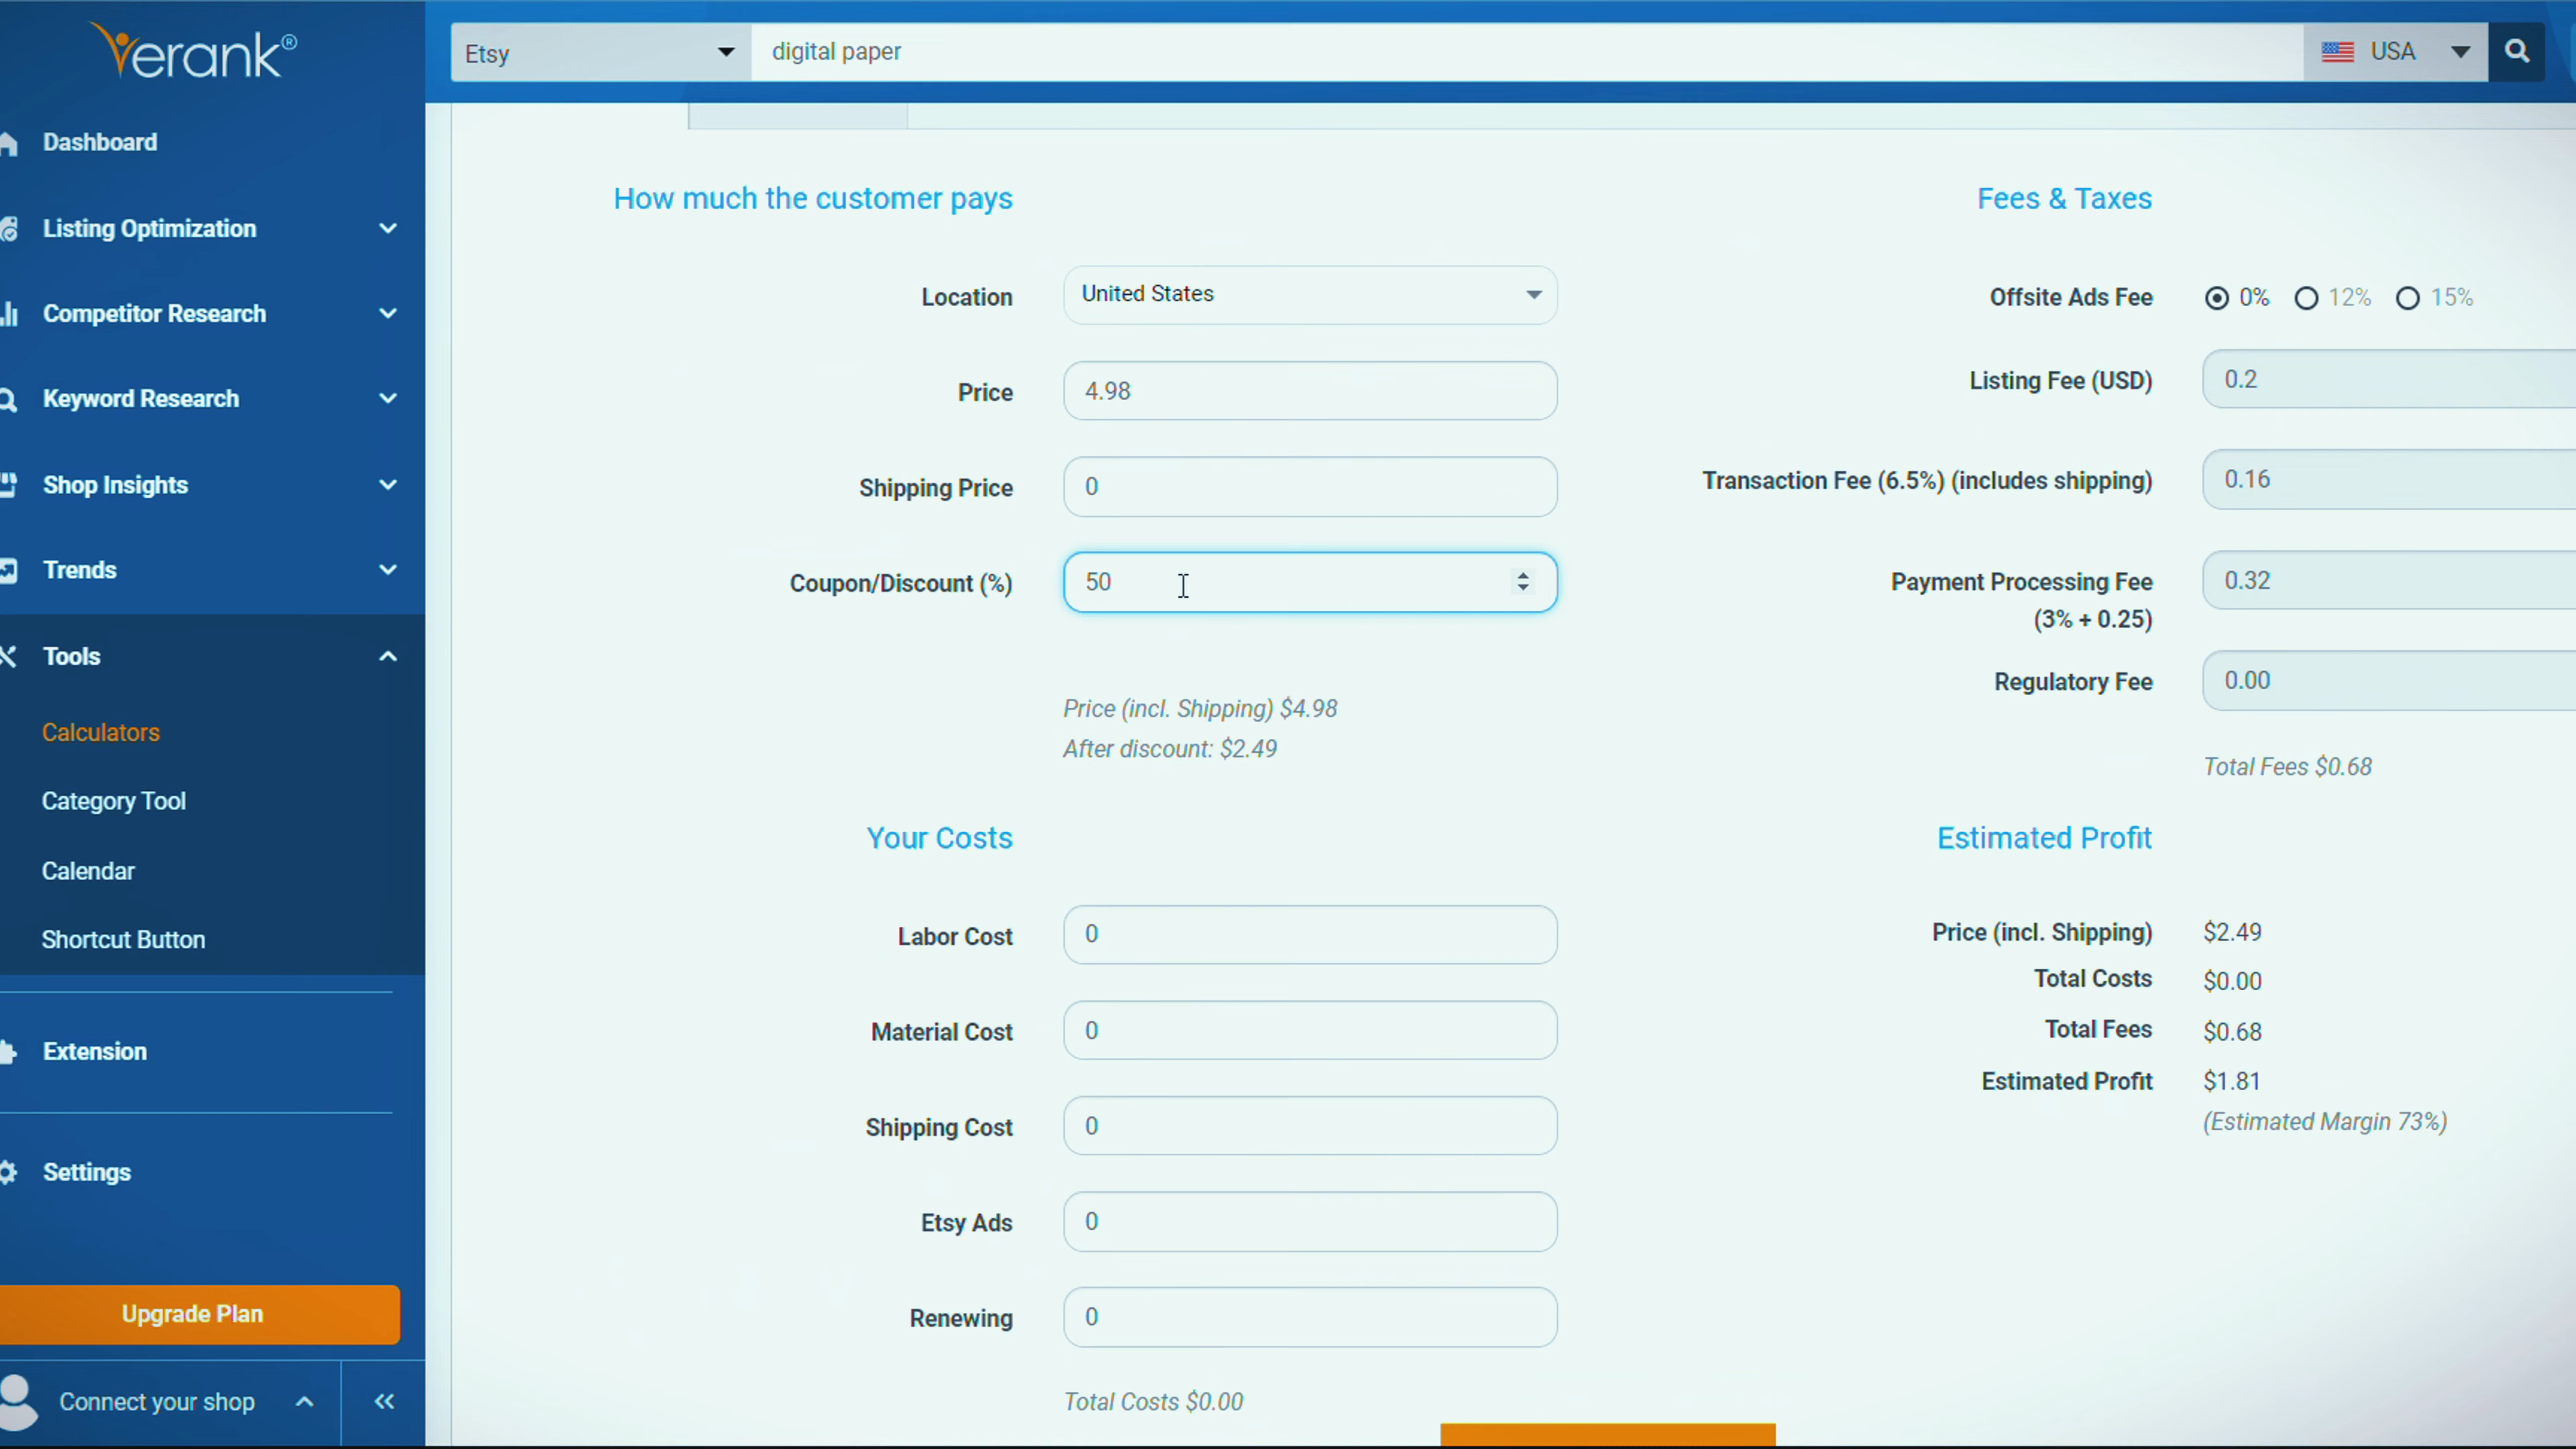 erank®
Etsy
digital paper
USA
Dashboard
Listing Optimization
Competitor Research
Keyword Research
Shop Insights
Trends
Tools
Calculators
Category Tool
Calendar
Shortcut Button
Extension
Settings
Upgrade Plan
Connect your shop
How much the customer pays
Location
United States
Price
4.98
Shipping Price
0
Coupon/Discount (%)
50
Price (incl. Shipping) $4.98
After discount: $2.49
Your Costs
Labor Cost
0
Material Cost
0
Shipping Cost
0
Etsy Ads
0
Renewing
0
Total Costs $0.00
Fees & Taxes
Offsite Ads Fee
0% 12% 15%
Listing Fee (USD)
0.2
Transaction Fee (6.5%) (includes shipping)
0.16
Payment Processing Fee
(3% + 0.25)
0.32
Regulatory Fee
0.00
Total Fees $0.68
Estimated Profit
Price (incl. Shipping)
$2.49
Total Costs
$0.00
Total Fees
$0.68
Estimated Profit
$1.81
(Estimated Margin 73%)